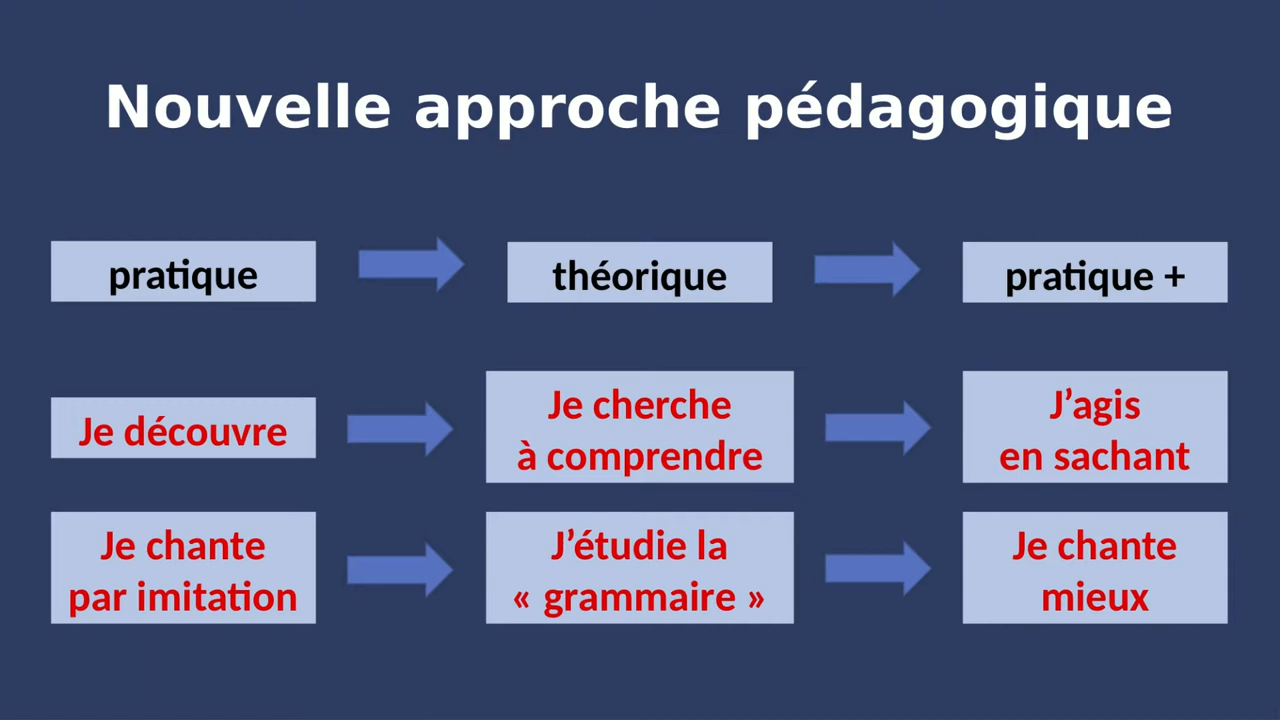 Nouvelle approche pédagogique
pratique
théorique
pratique +
Je découvre
Je cherche
à comprendre
J’agis
en sachant
Je chante
par imitation
J’étudie la
« grammaire »
Je chante
mieux